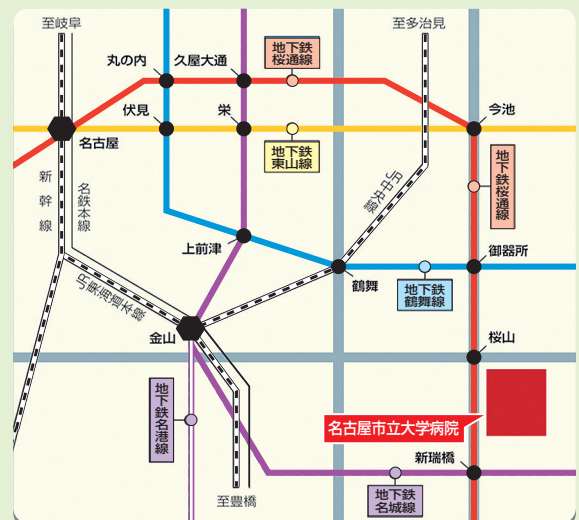 至岐阜
至多治見
丸の内
久屋大通
地下鉄
桜通線
伏見
栄
今池
名古屋
地下鉄
東山線
地下鉄桜通線
新幹線
名鉄本線
JR中央線
上前津
御器所
鶴舞
地下鉄
鶴舞線
JR東海道本線
金山
桜山
地下鉄名港線
名古屋市立大学病院
新瑞橋
地下鉄
名城線
至豊橋